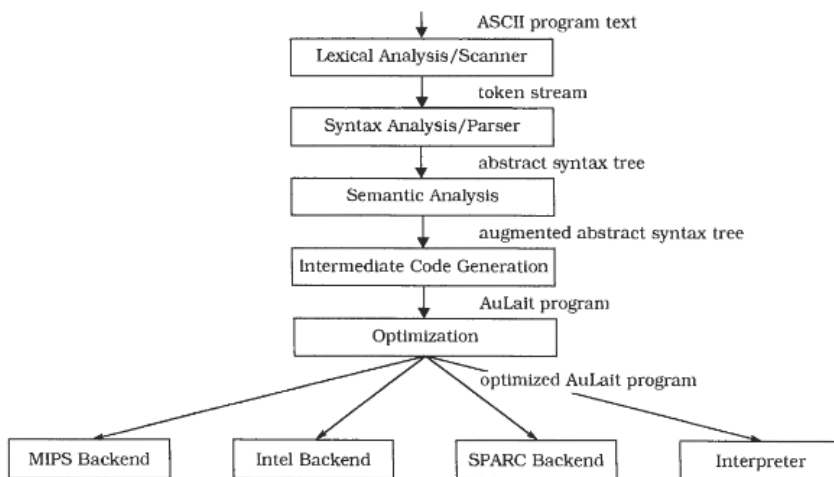 ASCII program text
Lexical Analysis/Scanner
token stream
Syntax Analysis/Parser
abstract syntax tree
Semantic Analysis
augmented abstract syntax tree
Intermediate Code Generation
AuLait program
Optimization
optimized AuLait program
MIPS Backend
Intel Backend
SPARC Backend
Interpreter